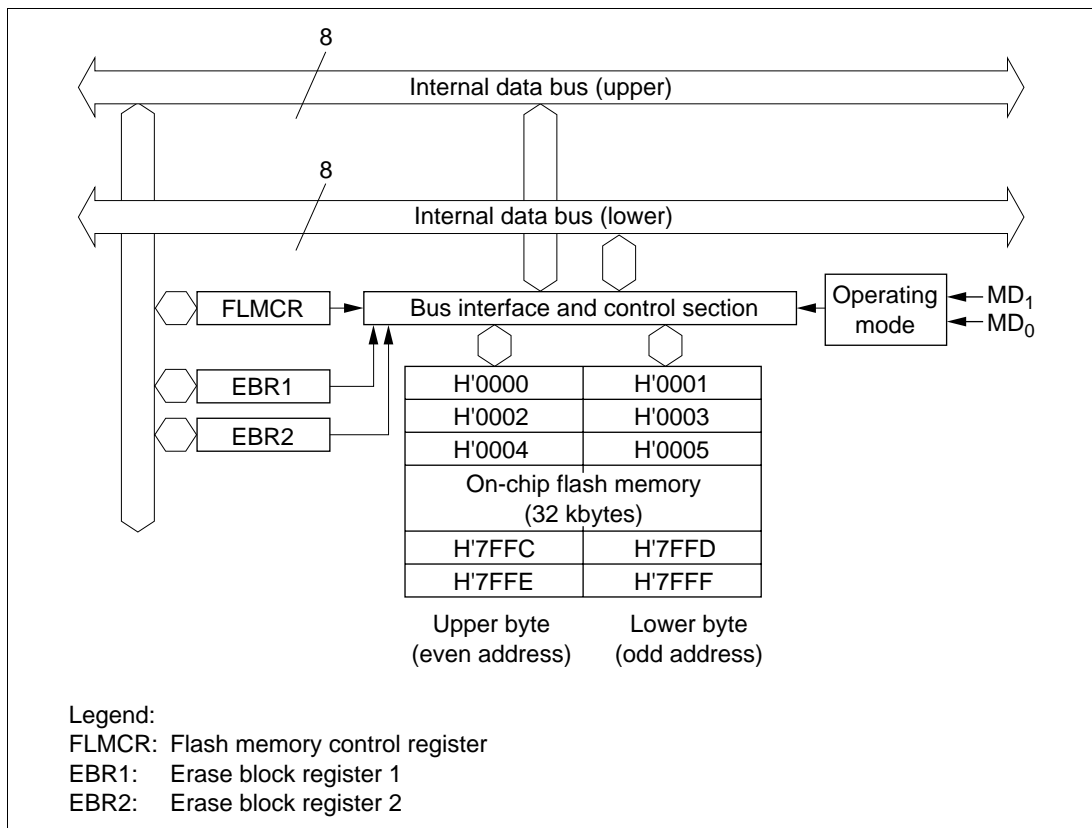 8
Internal data bus (upper)
8
Internal data bus (lower)
FLMCR
Bus interface and control section
Operating
mode
MD1
MD0
EBR1
EBR2
H'0000 H'0001
H'0002 H'0003
H'0004 H'0005
On-chip flash memory
(32 kbytes)
H'7FFC H'7FFD
H'7FFE H'7FFF
Upper byte
(even address)
Lower byte
(odd address)
Legend:
FLMCR: Flash memory control register
EBR1: Erase block register 1
EBR2: Erase block register 2